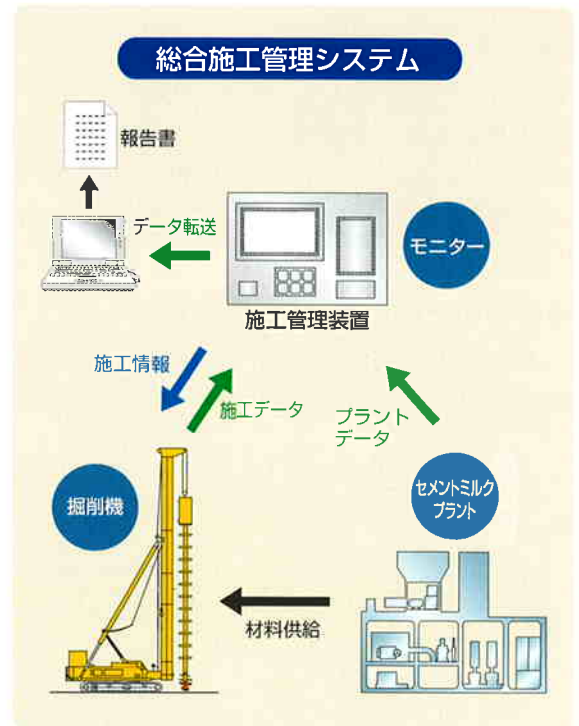 総合施工管理システム
報告書
データ転送
モニター
施工管理装置
施工情報
施工データ
プラント
データ
掘削機
セメントミルク
プラント
材料供給